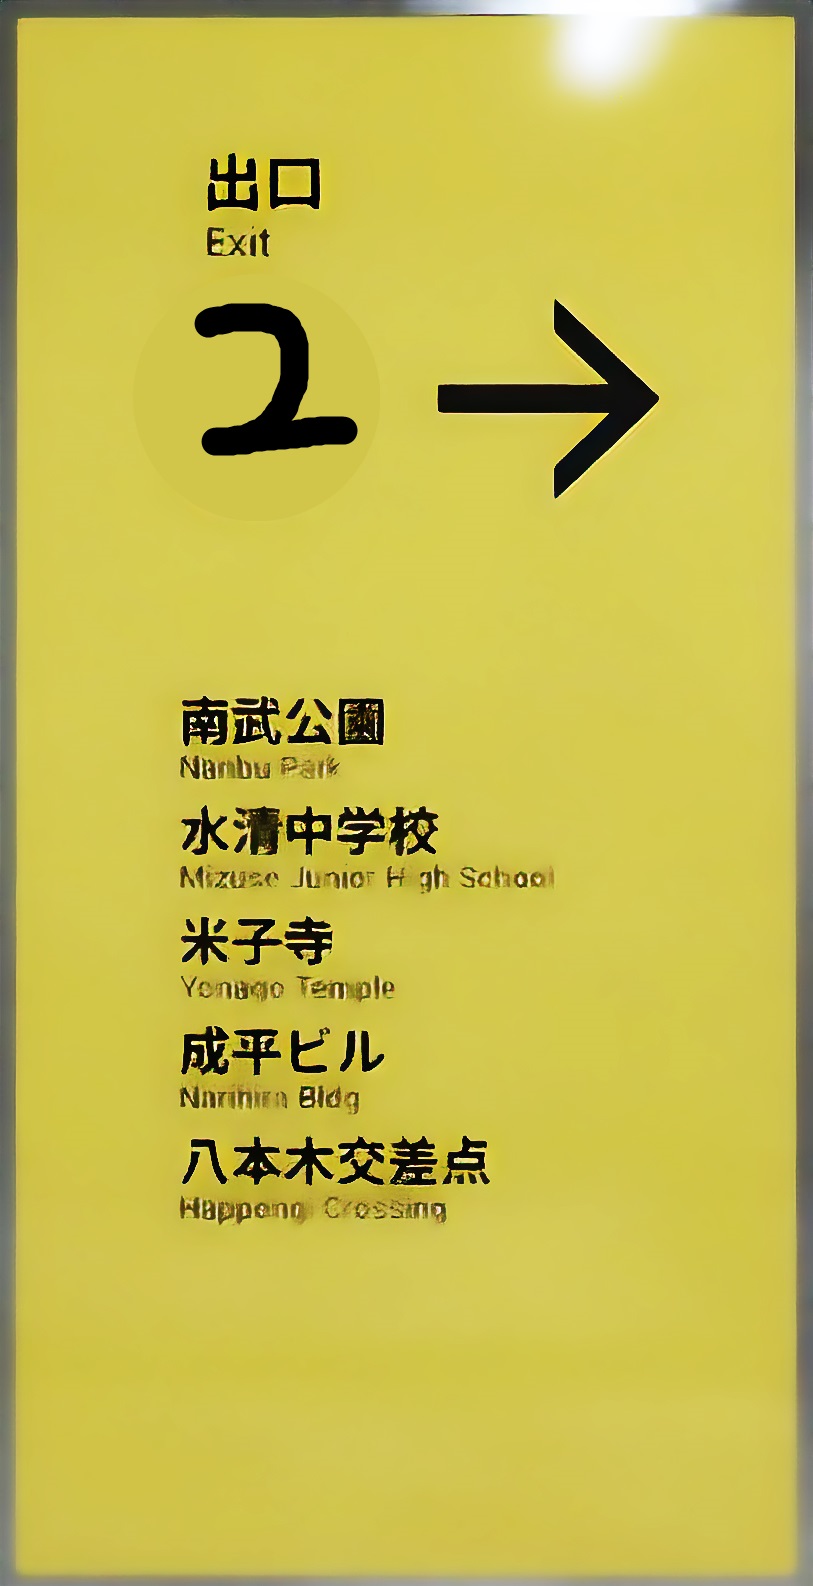 出口
Exit
2
南武公園
Nanbu Park
水清中学校
Mizuse Junior High School
米子寺
Yonago Temple
成平ビル
Narihira Bldg
八本木交差点
Crossing